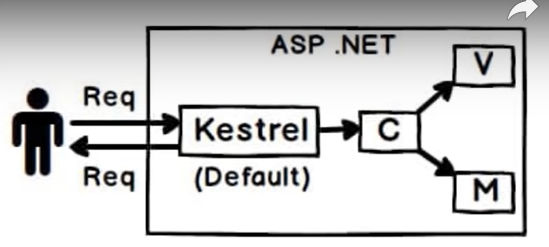 ASP .NET
V
Req
Kestrel
C
Req
(Default)
M